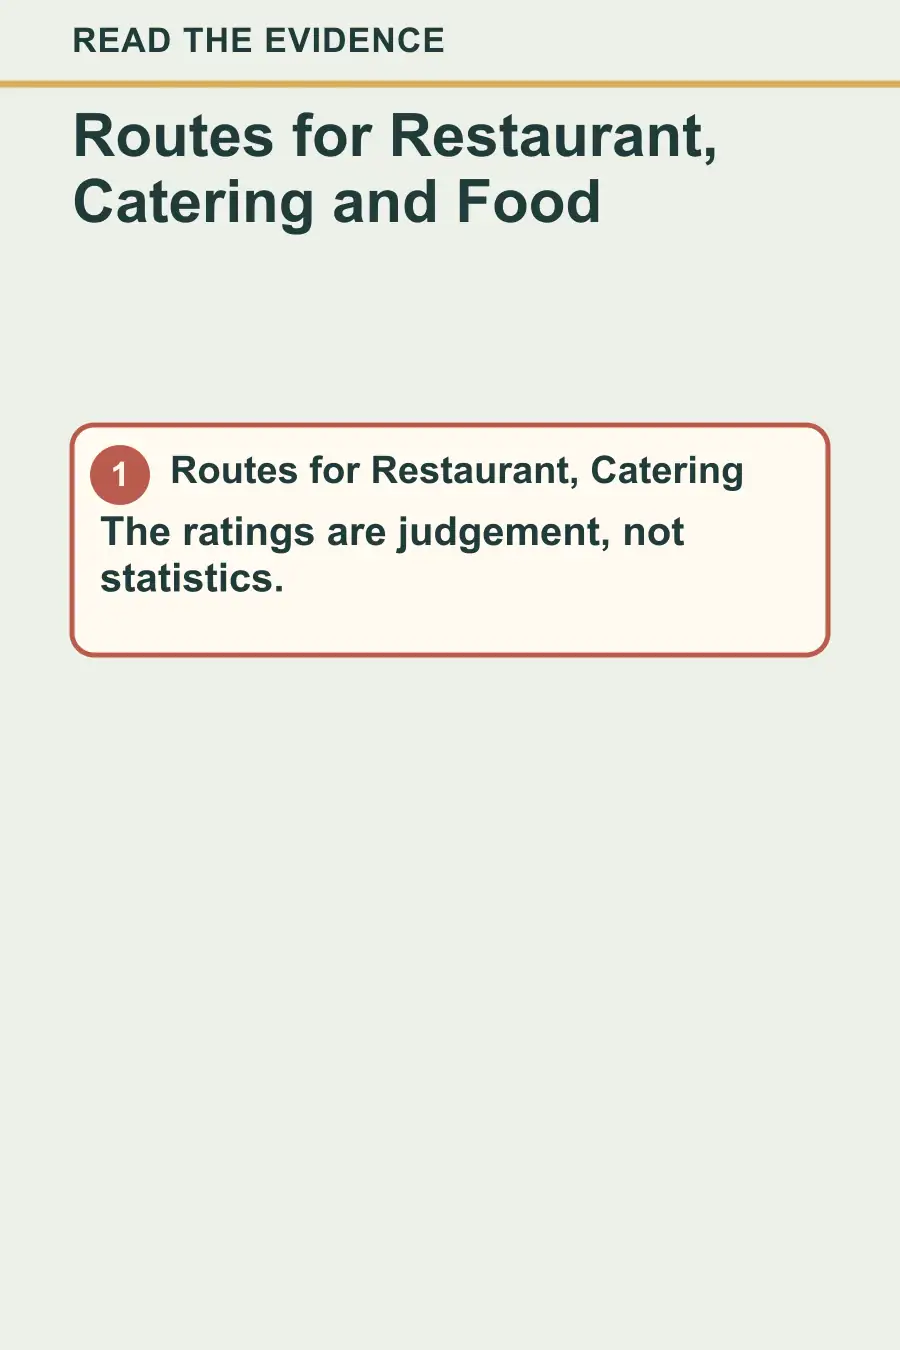 READ THE EVIDENCE
Routes for Restaurant,
Catering and Food
1 Routes for Restaurant, Catering
The ratings are judgement, not
statistics.